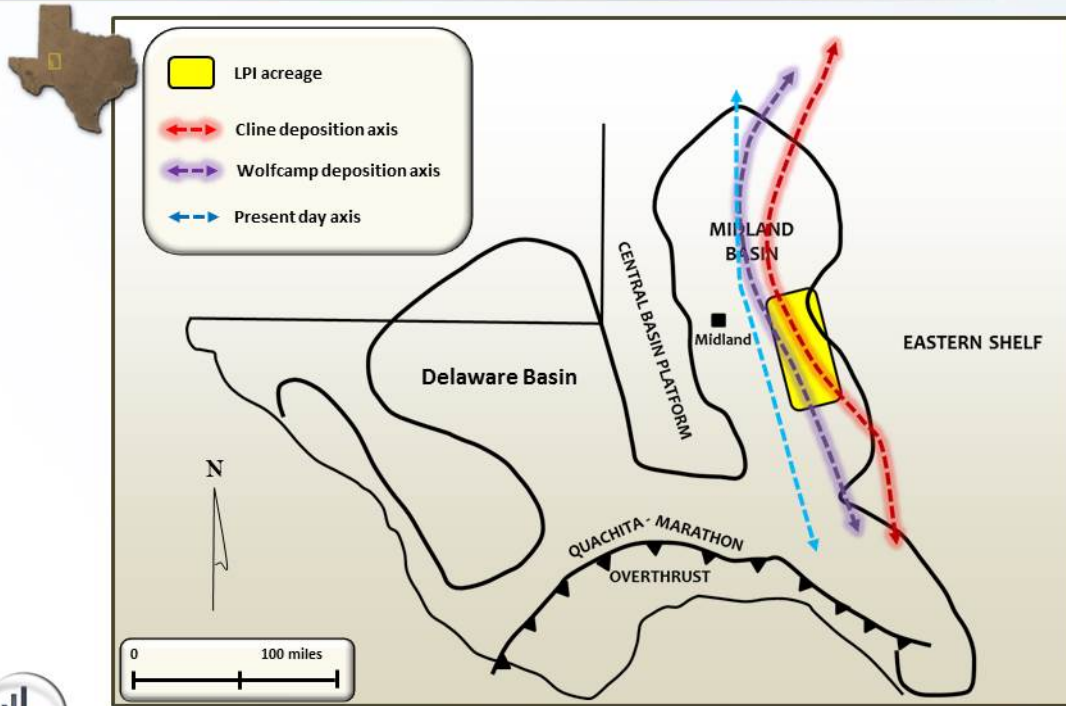 LPI acreage
Cline deposition axis
Wolfcamp deposition axis
Present day axis
MIDLAND
BASIN
CENTRAL BASIN PLATFORM
Midland
EASTERN SHELF
Delaware Basin
N
QUACHITA - MARATHON
OVERTHRUST
0 100 miles